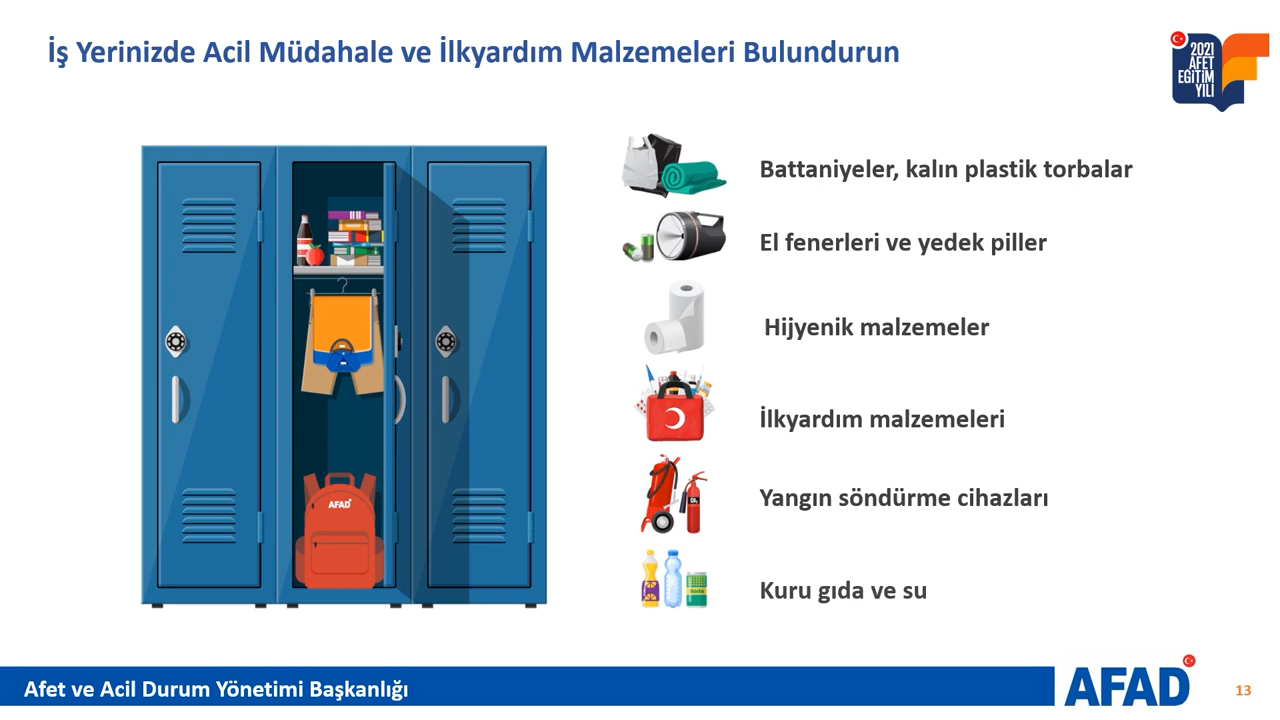 İş Yerinizde Acil Müdahale ve İlkyardım Malzemeleri Bulundurun
2021
AFET
EĞİTİM
YILI
Battaniyeler, kalın plastik torbalar
El fenerleri ve yedek piller
Hijyenik malzemeler
İlkyardım malzemeleri
Yangın söndürme cihazları
Kuru gıda ve su
AFAD
Afet ve Acil Durum Yönetimi Başkanlığı
AFAD
13